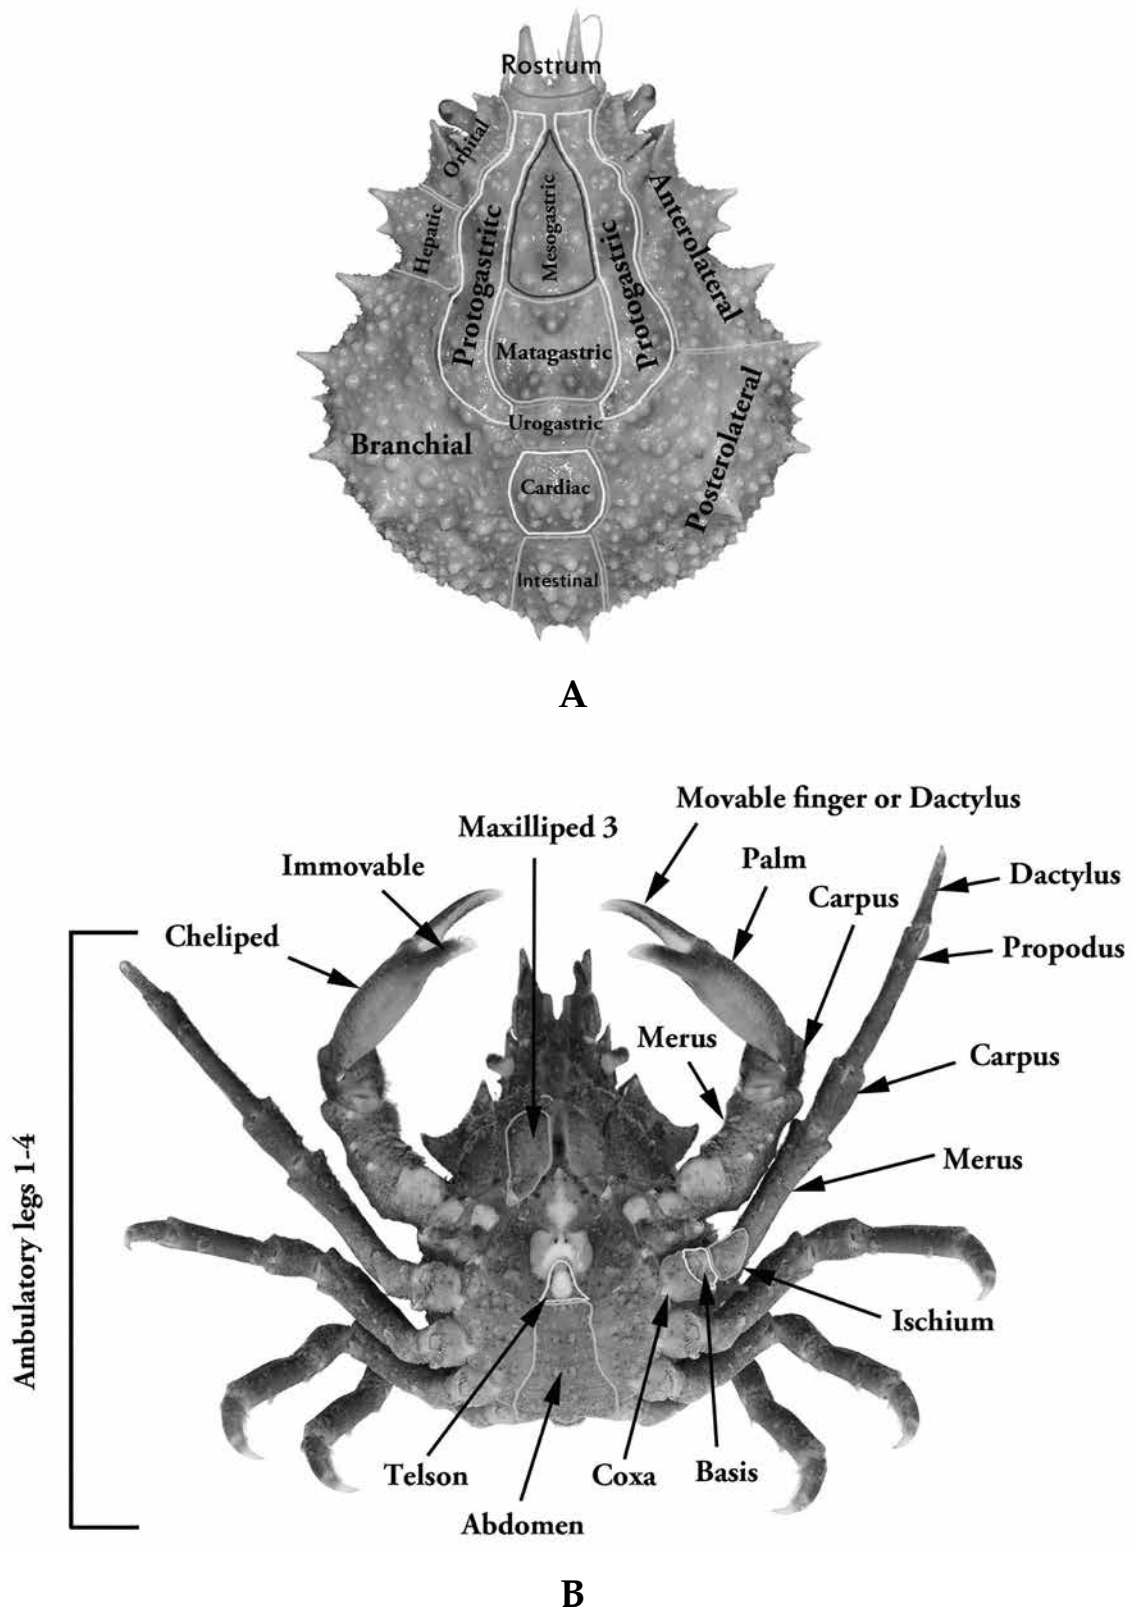 Rostrum
Orbital
Hepatic
Protogastritc
Mesogastric
Protogastric
Anterolateral
Matagastric
Urogastric
Branchial
Posterolateral
Cardiac
Intestinal
A
Movable finger or Dactylus
Maxilliped 3
Immovable
Palm
Dactylus
Carpus
Cheliped
Propodus
Merus
Carpus
Merus
Ambulatory legs 1-4
Ischium
Telson
Coxa
Basis
Abdomen
B